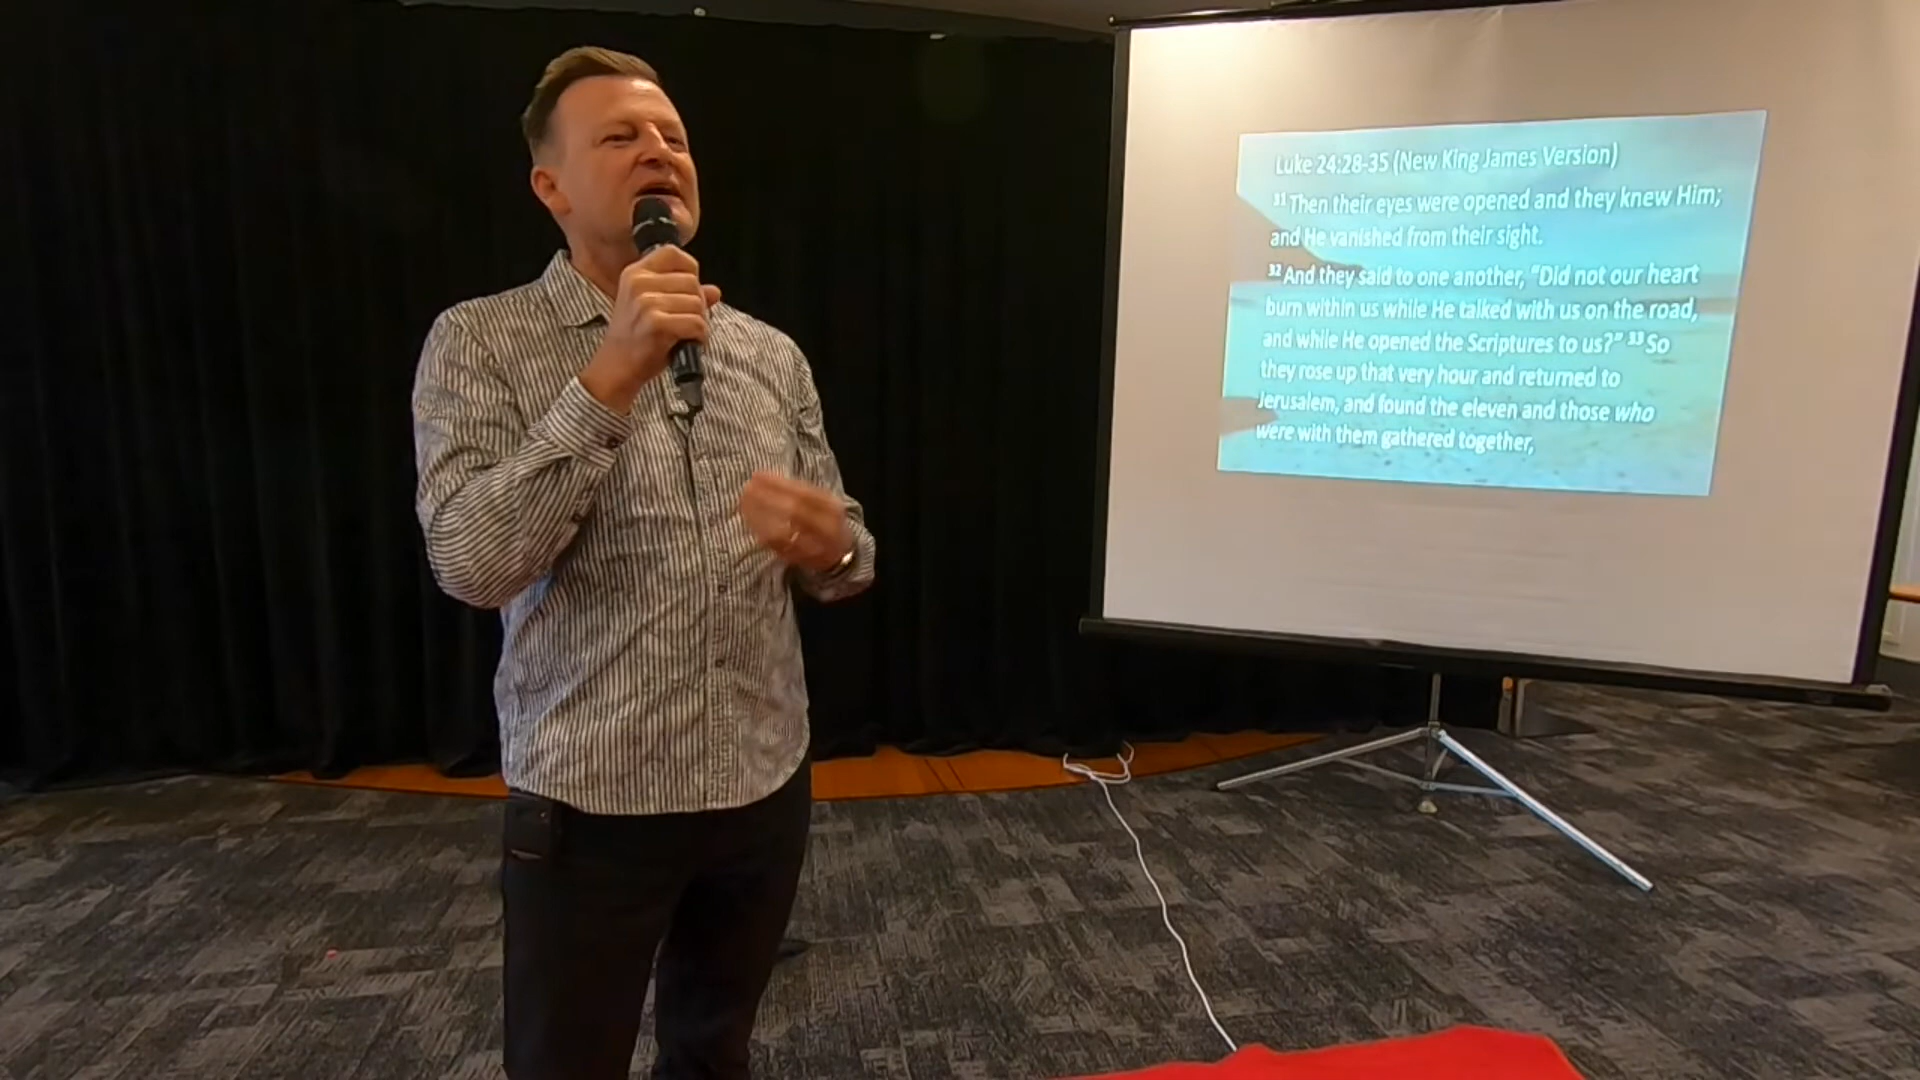 Luke 24:28-35 (New King James Version)
31 Then their eyes were opened and they knew Him;
and He vanished from their sight.
32 And they said to one another, "Did not our heart
burn within us while He talked with us on the road,
and while He opened the Scriptures to us?" 33 So
they rose up that very hour and returned to
Jerusalem, and found the eleven and those who
were with them gathered together,